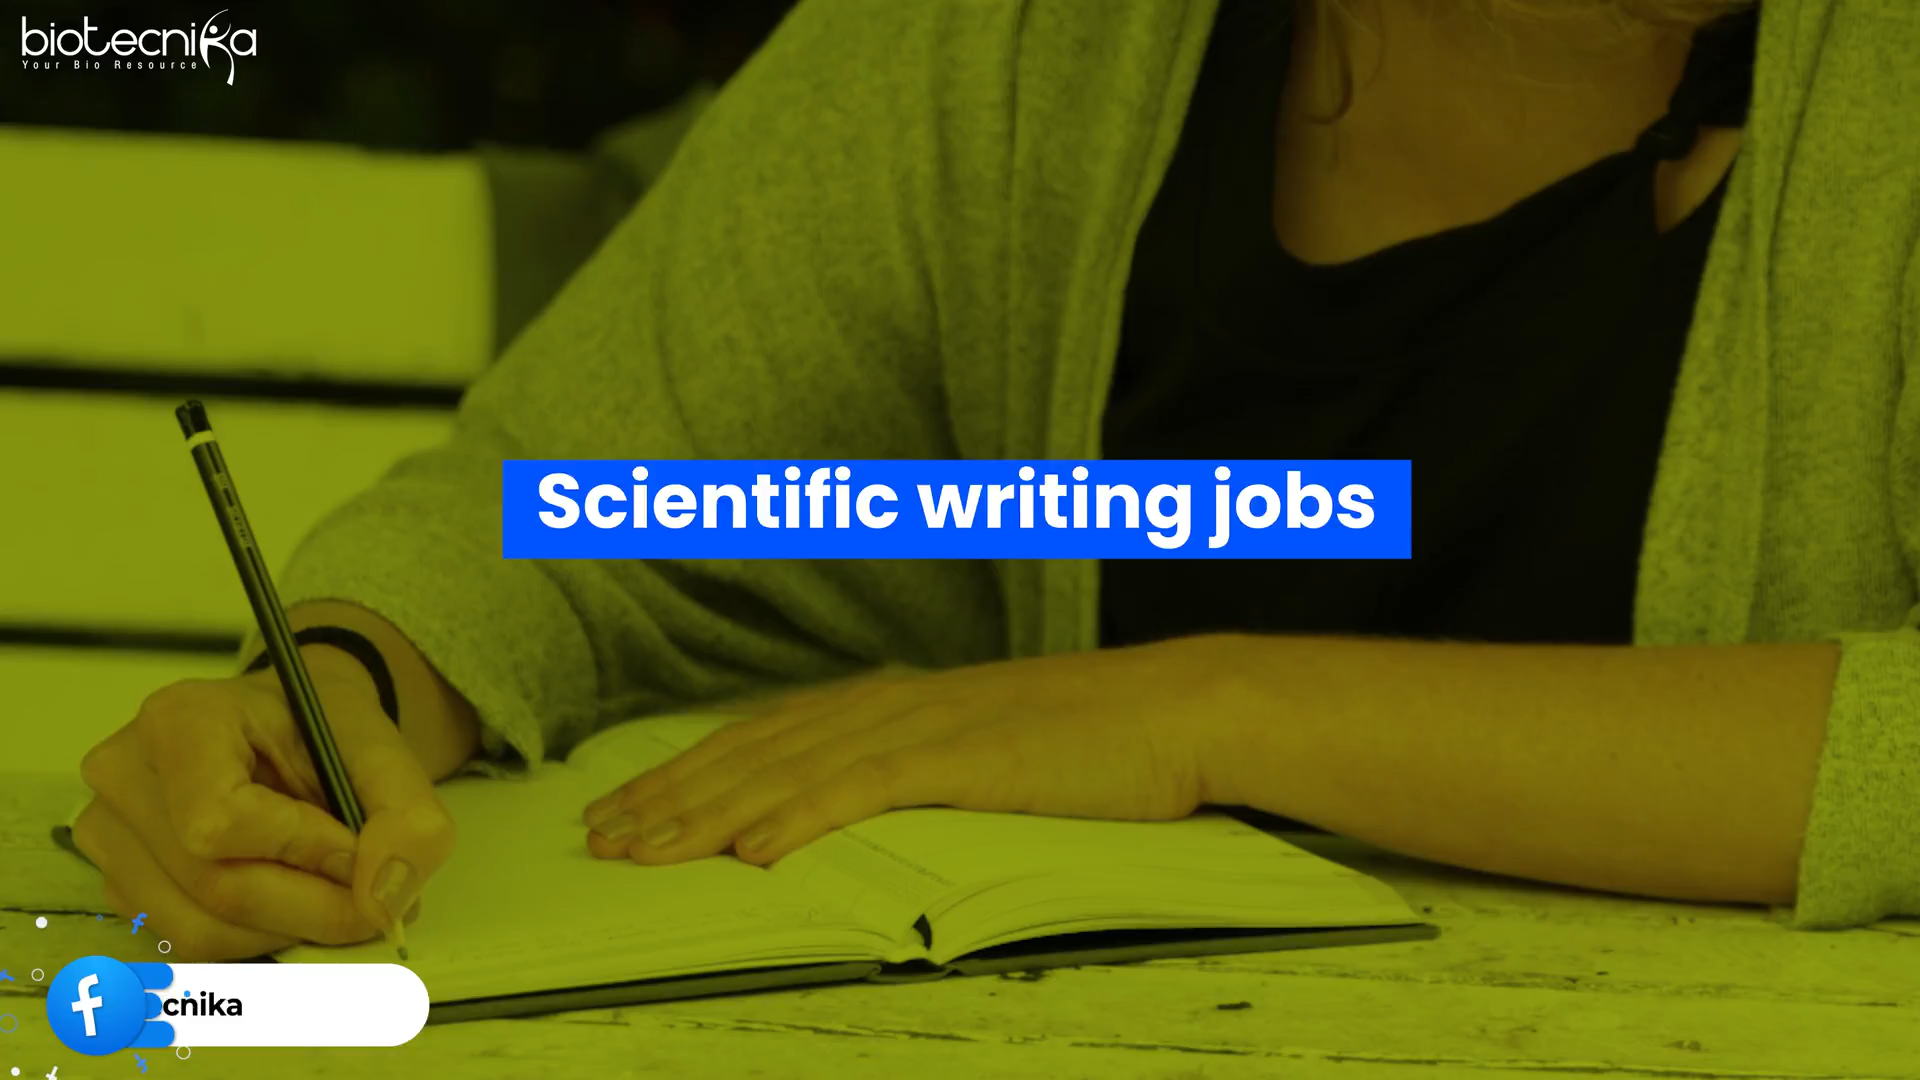 biotecnika
Your Bio Resource
Scientific writing jobs
cnika